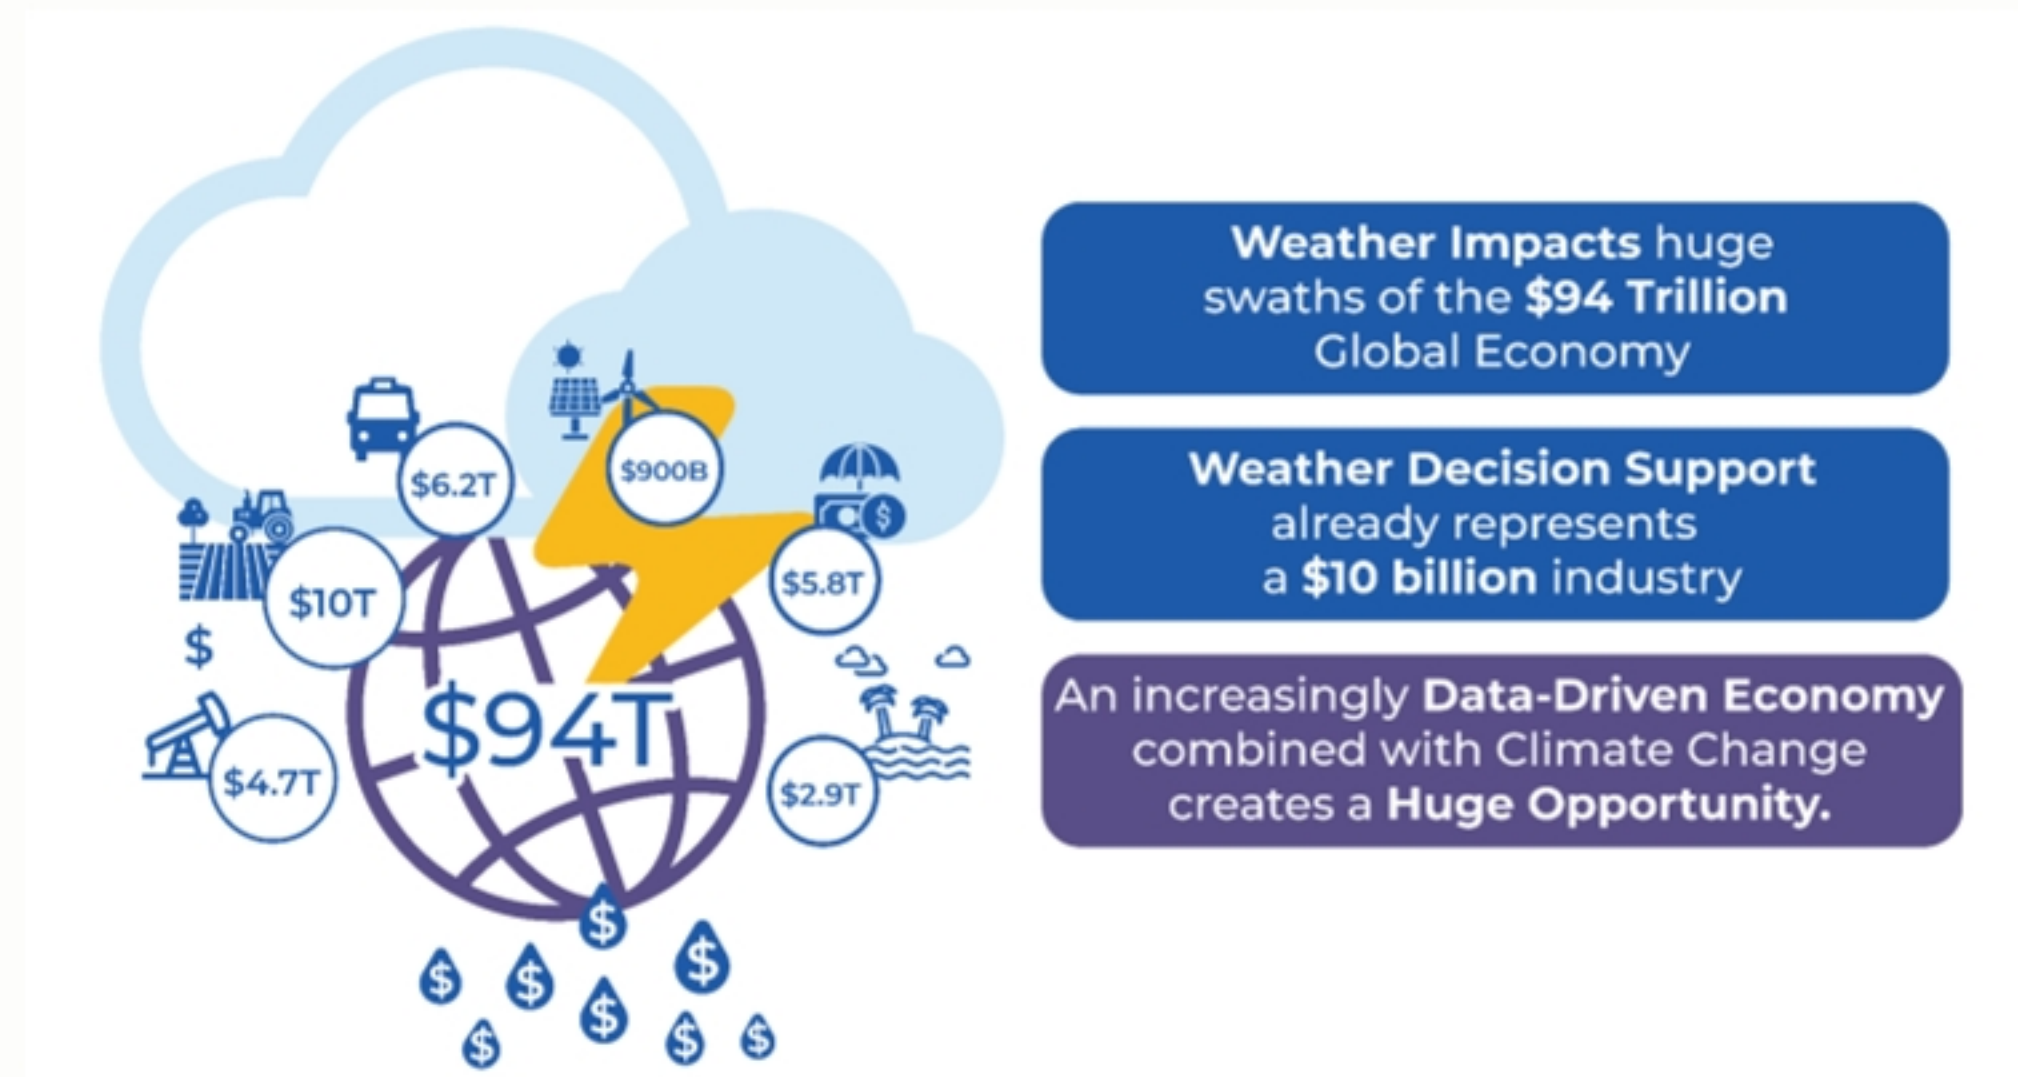 $6.2T
$900B
$10T
$5.8T
$
$
$4.7T
$94T
$2.9T
$
$
$
$
$
$
$
$
Weather Impacts huge
swaths of the $94 Trillion
Global Economy
Weather Decision Support
already represents
a $10 billion industry
An increasingly Data-Driven Economy
combined with Climate Change
creates a Huge Opportunity.